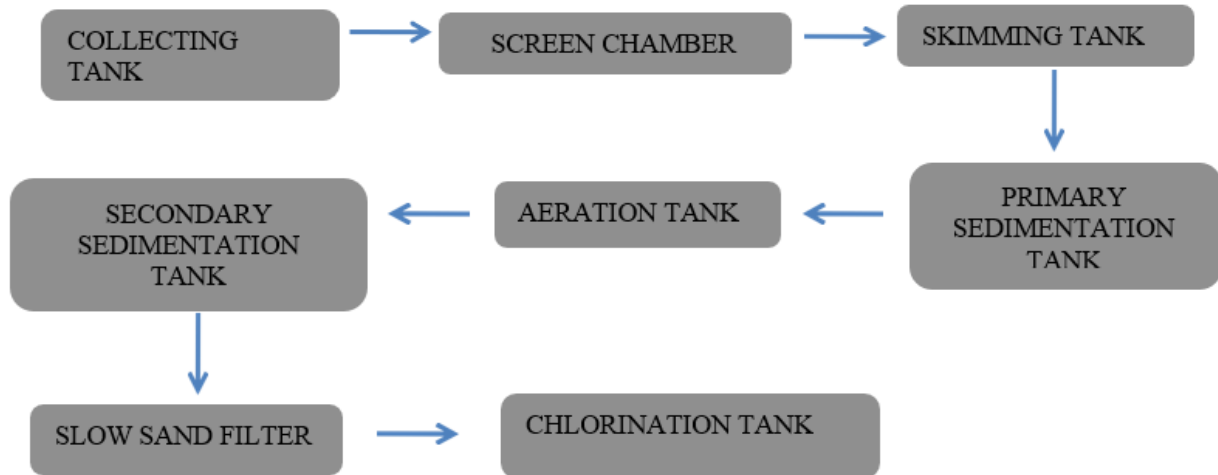 COLLECTING
TANK
SCREEN CHAMBER
SKIMMING TANK
PRIMARY
SEDIMENTATION
TANK
AERATION TANK
SECONDARY
SEDIMENTATION
TANK
SLOW SAND FILTER
CHLORINATION TANK